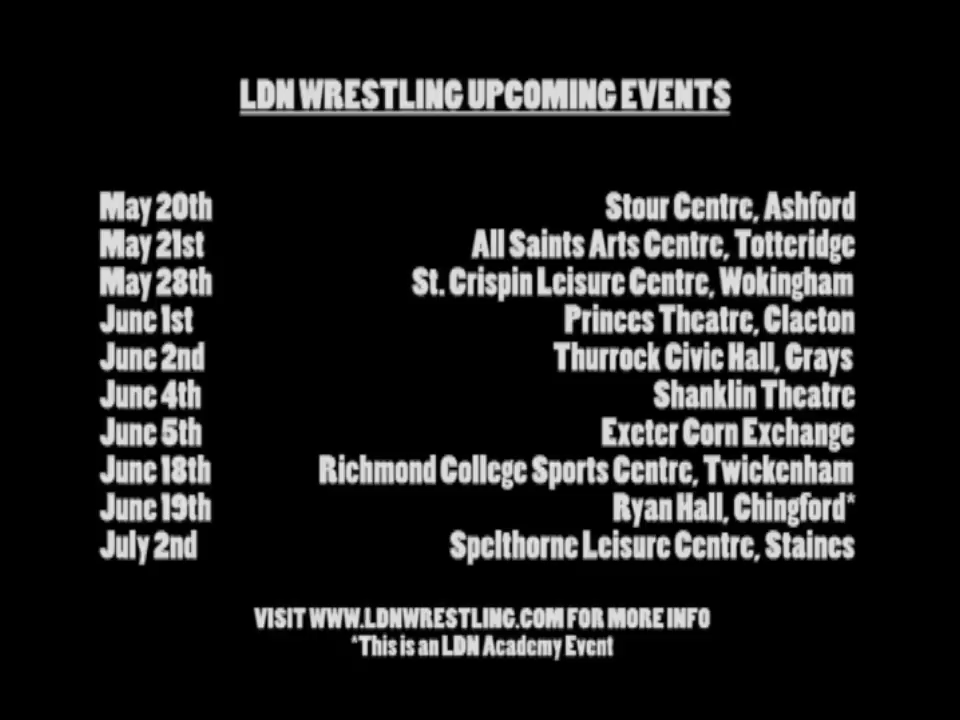 LDN WRESTLING UPCOMING EVENTS
May 20th Stour Centre, Ashford
May 21st All Saints Arts Centre, Totteridge
May 28th St. Crispin Leisure Centre, Wokingham
June 1st Princes Theatre, Clacton
June 2nd Thurrock Civic Hall, Grays
June 4th Shanklin Theatre
June 5th Exeter Corn Exchange
June 18th Richmond College Sports Centre, Twickenham
June 19th Ryan Hall, Chingford*
July 2nd Spelthorne Leisure Centre, Staines
VISIT WWW.LDNWRESTLING.COM FOR MORE INFO
*This is an LDN Academy Event